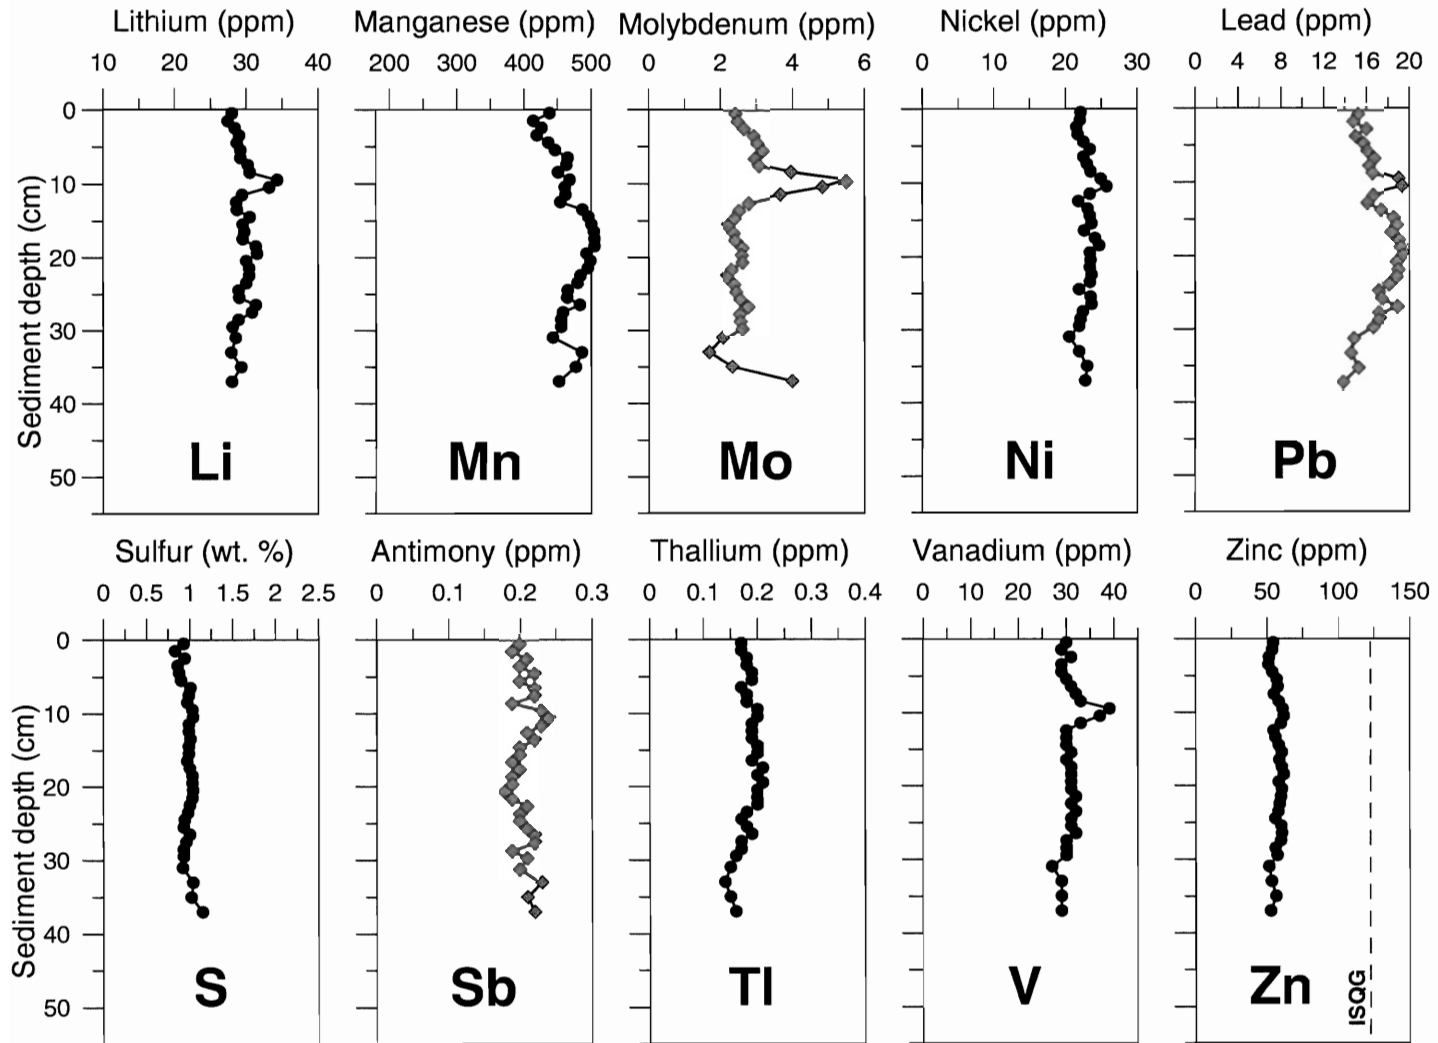 Lithium (ppm) Manganese (ppm) Molybdenum (ppm) Nickel (ppm) Lead (ppm)
10 20 30 40 200 300 400 500 0 2 4 6 0 10 20 30 0 4 8 12 16 20
0
10
20
30
40
50
Sediment depth (cm)
Li Mn Mo Ni Pb
Sulfur (wt. %) Antimony (ppm) Thallium (ppm) Vanadium (ppm) Zinc (ppm)
0 0.5 1 1.5 2 2.5 0 0.1 0.2 0.3 0 0.1 0.2 0.3 0.4 0 10 20 30 40 0 50 100 150
0
10
20
30
40
50
Sediment depth (cm)
S Sb Tl V Zn
ISQG